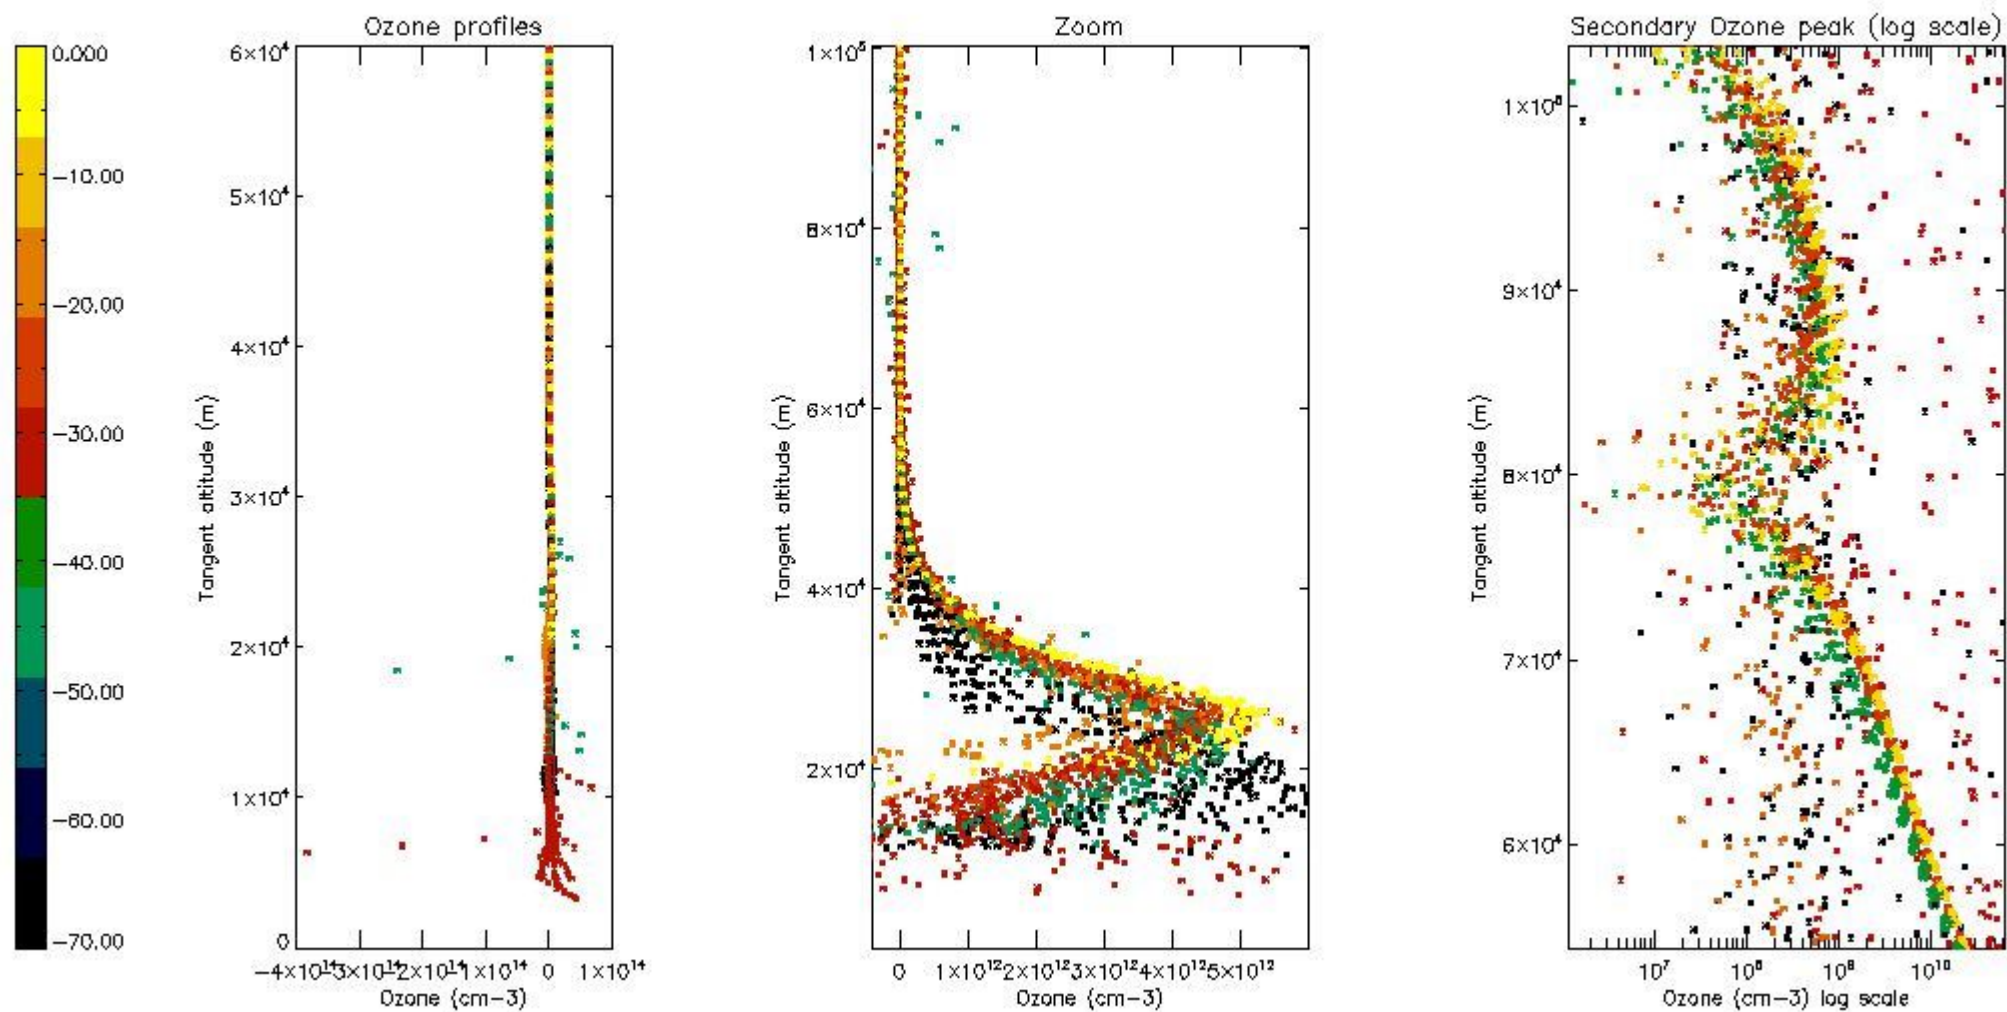 Ozone profiles
Zoom
Secondary Ozone peak (log scale)
0.000
-10.00
-20.00
-30.00
-40.00
-50.00
-60.00
-70.00
6×10⁴
5×10⁴
4×10⁴
3×10⁴
2×10⁴
1×10⁴
0
Tangent altitude (m)
-4×10¹⁴ -3×10¹⁴ -2×10¹⁴ -1×10¹⁴ 0 1×10¹⁴
Ozone (cm-3)
1×10⁵
8×10⁴
6×10⁴
4×10⁴
2×10⁴
Tangent altitude (m)
0 1×10¹² 2×10¹² 3×10¹² 4×10¹² 5×10¹²
Ozone (cm-3)
1×10⁵
9×10⁴
8×10⁴
7×10⁴
6×10⁴
Tangent altitude (m)
10⁷ 10⁸ 10⁹ 10¹⁰
Ozone (cm-3) log scale